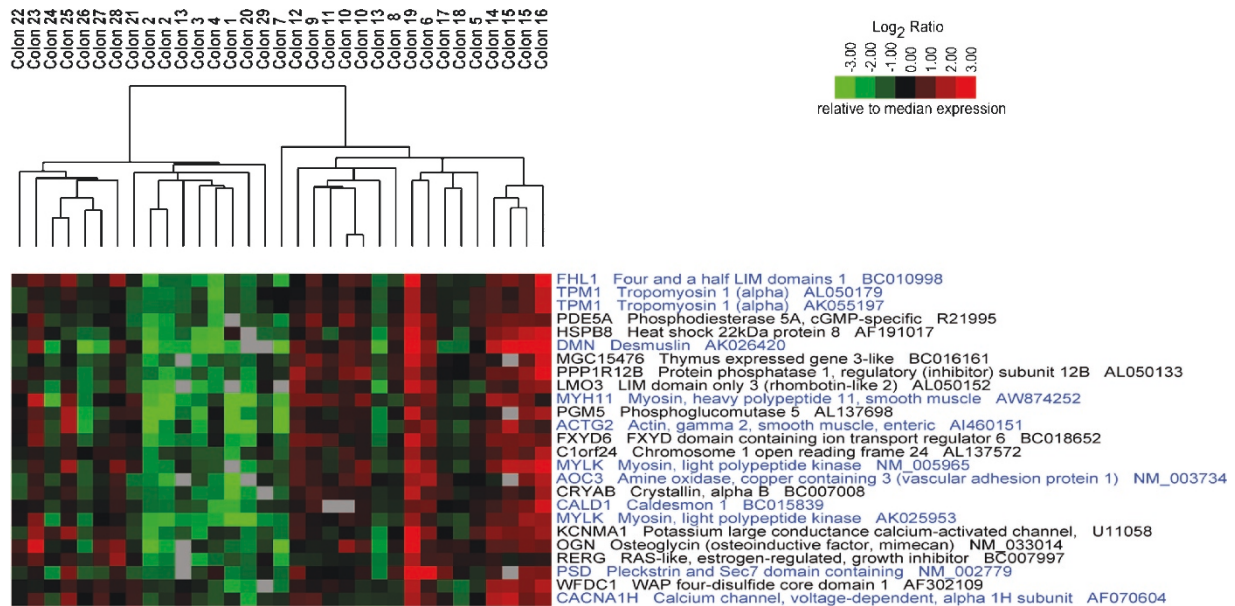 Colon 22
Colon 23
Colon 24
Colon 25
Colon 26
Colon 27
Colon 28
Colon 21
Colon 2
Colon 2
Colon 13
Colon 3
Colon 4
Colon 1
Colon 20
Colon 29
Colon 7
Colon 12
Colon 9
Colon 11
Colon 10
Colon 10
Colon 13
Colon 8
Colon 19
Colon 6
Colon 17
Colon 18
Colon 5
Colon 14
Colon 15
Colon 15
Colon 16
Log2 Ratio
-3.00
-2.00
-1.00
0.00
1.00
2.00
3.00
relative to median expression
FHL1 Four and a half LIM domains 1 BC010998
TPM1 Tropomyosin 1 (alpha) AL050179
TPM1 Tropomyosin 1 (alpha) AK055197
PDE5A Phosphodiesterase 5A, cGMP-specific R21995
HSPB8 Heat shock 22kDa protein 8 AF191017
DMN Desmuslin AK026420
MGC15476 Thymus expressed gene 3-like BC016161
PPP1R12B Protein phosphatase 1, regulatory (inhibitor) subunit 12B AL050133
LMO3 LIM domain only 3 (rhombotin-like 2) AL050152
MYH11 Myosin, heavy polypeptide 11, smooth muscle AW874252
PGM5 Phosphoglucomutase 5 AL137698
ACTG2 Actin, gamma 2, smooth muscle, enteric AI460151
FXYD6 FXYD domain containing ion transport regulator 6 BC018652
C1orf24 Chromosome 1 open reading frame 24 AL137572
MYLK Myosin, light polypeptide kinase NM_005965
AOC3 Amine oxidase, copper containing 3 (vascular adhesion protein 1) NM_003734
CRYAB Crystallin, alpha B BC007008
CALD1 Caldesmon 1 BC015839
MYLK Myosin, light polypeptide kinase AK025953
KCNMA1 Potassium large conductance calcium-activated channel, U11058
OGN Osteoglycin (osteoinductive factor, mimecan) NM_033014
RERG RAS-like, estrogen-regulated, growth inhibitor BC007997
PSD Pleckstrin and Sec7 domain containing NM_002779
WFDC1 WAP four-disulfide core domain 1 AF302109
CACNA1H Calcium channel, voltage-dependent, alpha 1H subunit AF070604